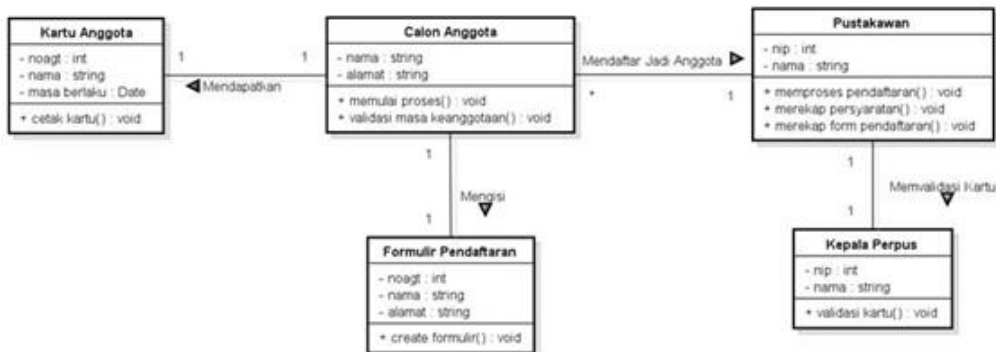 Kartu Anggota
- noagt : int
- nama : string
- masa berlaku : Date
+ cetak kartu() : void
1
1
Mendapatkan
Calon Anggota
- nama : string
- alamat : string
+ memulai proses() : void
+ validasi masa keanggotaan() : void
Mendaftar Jadi Anggota
*
1
Pustakawan
- nip : int
- nama : string
+ memproses pendaftaran() : void
+ merekap persyaratan() : void
+ merekap form pendaftaran() : void
1
Mengisi
1
Formulir Pendaftaran
- noagt : int
- nama : string
- alamat : string
+ create formulir() : void
1
Memvalidasi Kartu
1
Kepala Perpus
- nip : int
- nama : string
+ validasi kartu() : void